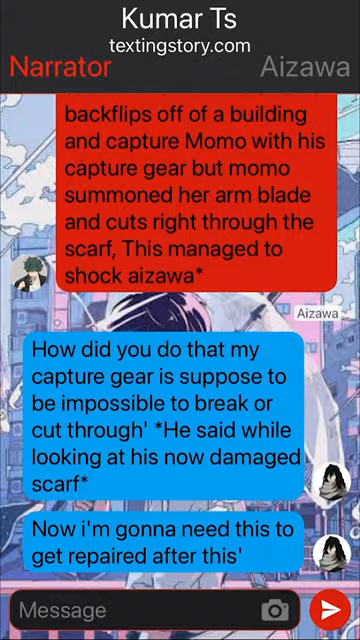 Kumar Ts
textingstory.com
Narrator
Aizawa
backflips off of a building
and capture Momo with his
capture gear but momo
summoned her arm blade
and cuts right through the
scarf, This managed to
shock aizawa*
Aizawa
How did you do that my
capture gear is suppose to
be impossible to break or
cut through' *He said while
looking at his now damaged
scarf*
Now i'm gonna need this to
get repaired after this'
Message